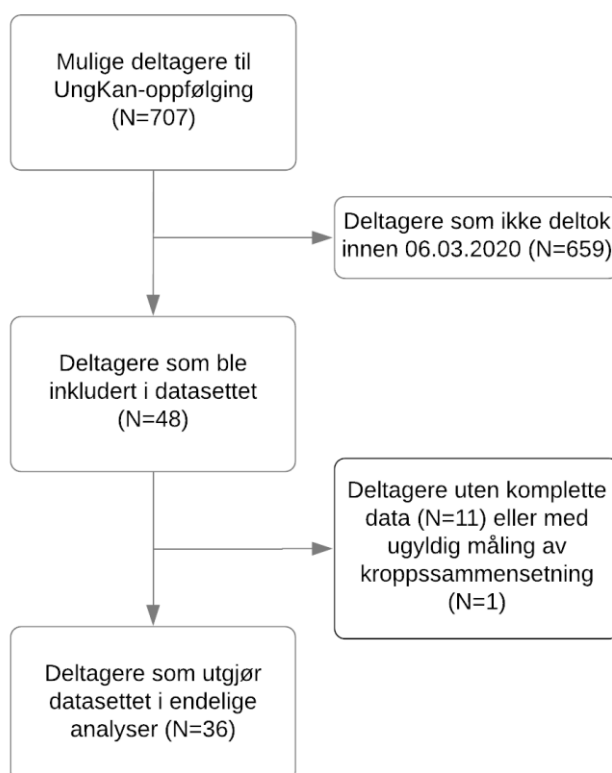 Mulige deltagere til
UngKan-oppfølging
(N=707)
Deltagere som ikke deltok
innen 06.03.2020 (N=659)
Deltagere som ble
inkludert i datasettet
(N=48)
Deltagere uten komplette
data (N=11) eller med
ugyldig måling av
kroppssammensetning
(N=1)
Deltagere som utgjør
datasettet i endelige
analyser (N=36)